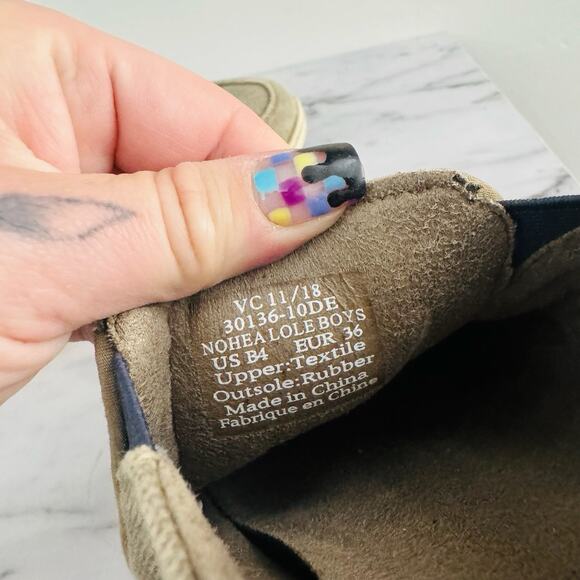 VC 11/18
30136-10DE
NOHEA LOLE BOYS
US B4 EUR 36
Upper:Textile
Outsole:Rubber
Made in China
Fabrique en Chine